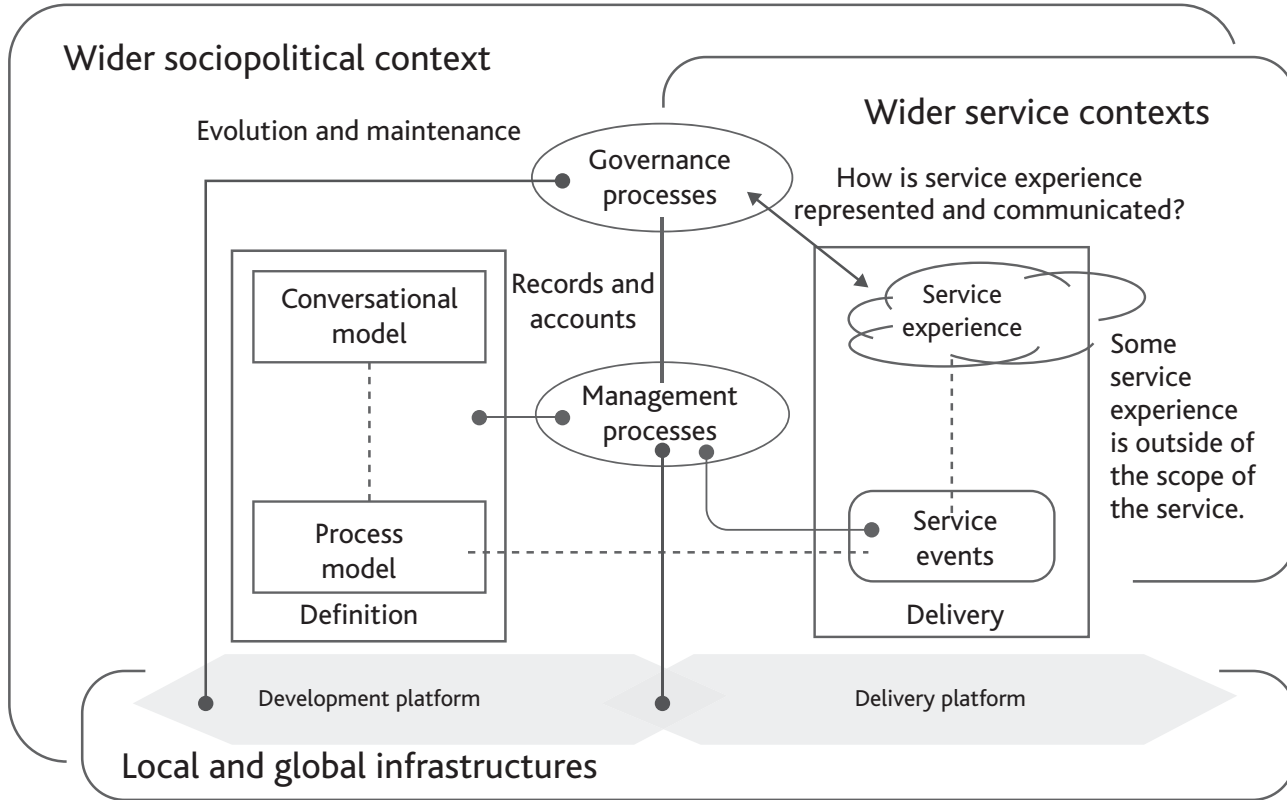 Wider sociopolitical context
Wider service contexts
Evolution and maintenance
Governance
processes
How is service experience
represented and communicated?
Conversational
model
Records and
accounts
Service
experience
Some
service
experience
is outside of
the scope of
the service.
Management
processes
Process
model
Service
events
Definition
Delivery
Development platform
Delivery platform
Local and global infrastructures